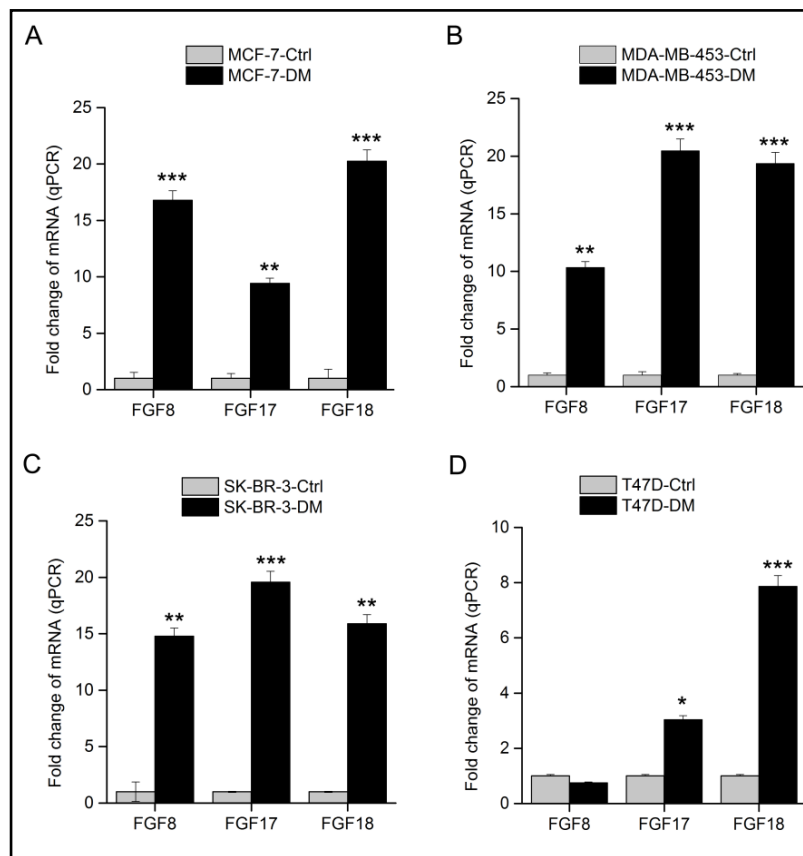 A
MCF-7-Ctrl
MCF-7-DM
Fold change of mRNA (qPCR)
25
20
15
10
5
0
***
**
***
FGF8 FGF17 FGF18
B
MDA-MB-453-Ctrl
MDA-MB-453-DM
Fold change of mRNA (qPCR)
25
20
15
10
5
0
**
***
***
FGF8 FGF17 FGF18
C
SK-BR-3-Ctrl
SK-BR-3-DM
Fold change of mRNA (qPCR)
25
20
15
10
5
0
**
***
**
FGF8 FGF17 FGF18
D
T47D-Ctrl
T47D-DM
Fold change of mRNA (qPCR)
10
8
6
4
2
0
*
***
FGF8 FGF17 FGF18